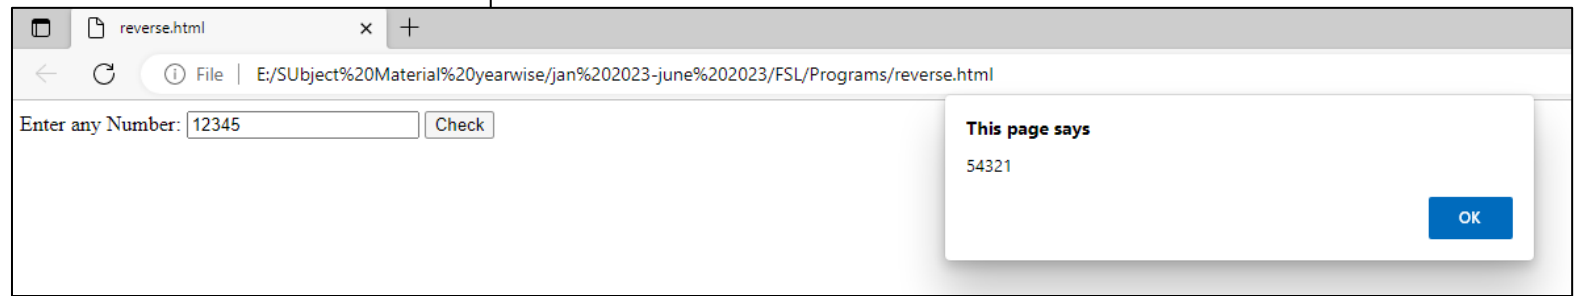 reverse.html
File | E:/SUbject%20Material%20yearwise/jan%202023-june%202023/FSL/Programs/reverse.html
Enter any Number: 12345 Check
This page says
54321
OK